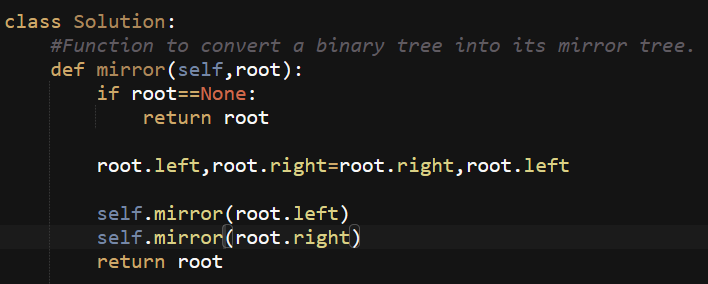 class Solution:
    #Function to convert a binary tree into its mirror tree.
    def mirror(self,root):
        if root==None:
            return root
        root.left,root.right=root.right,root.left
        self.mirror(root.left)
        self.mirror(root.right)
        return root